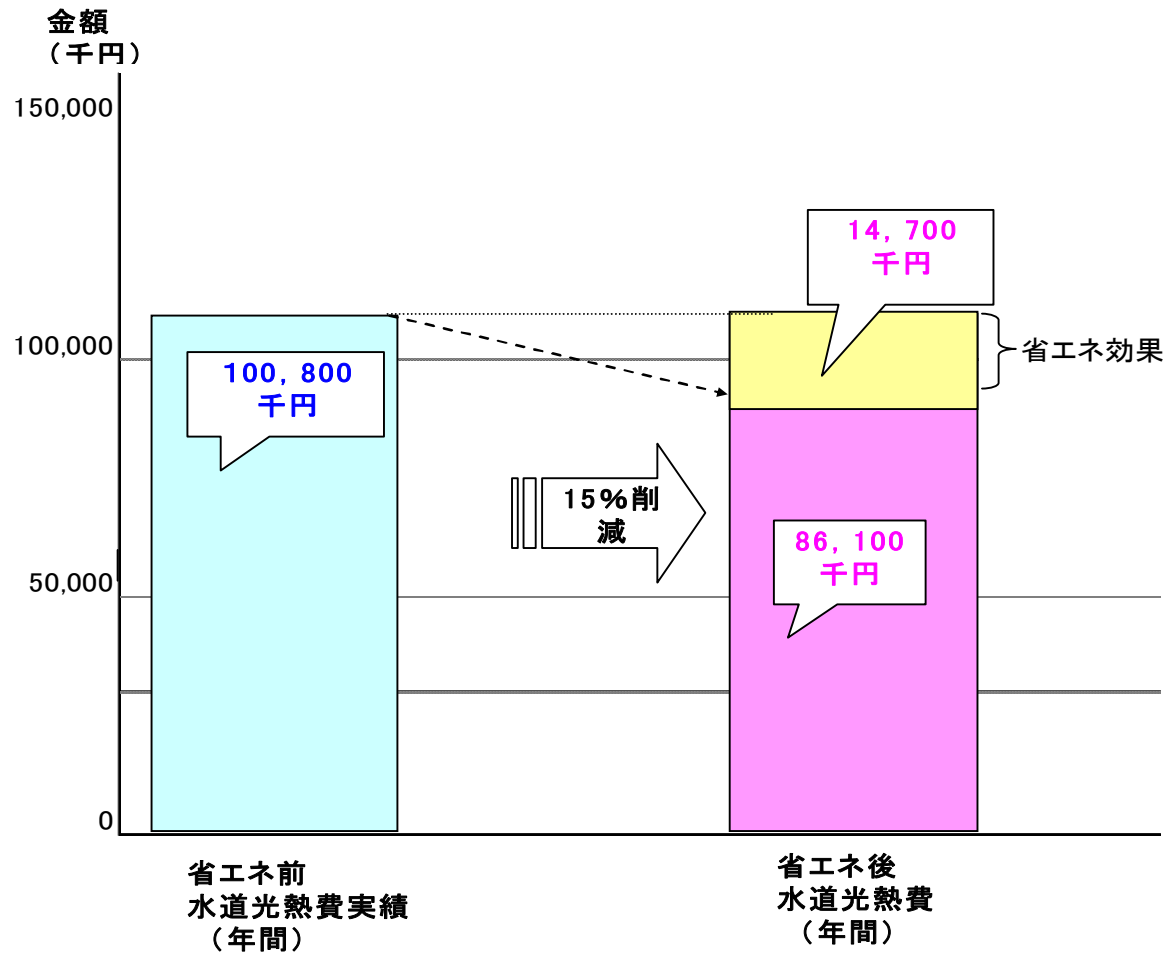 金額
（千円）
150,000
100,000
50,000
0
100, 800
千円
15%削
減
14, 700
千円
省エネ効果
86, 100
千円
省エネ前
水道光熱費実績
（年間）
省エネ後
水道光熱費
（年間）